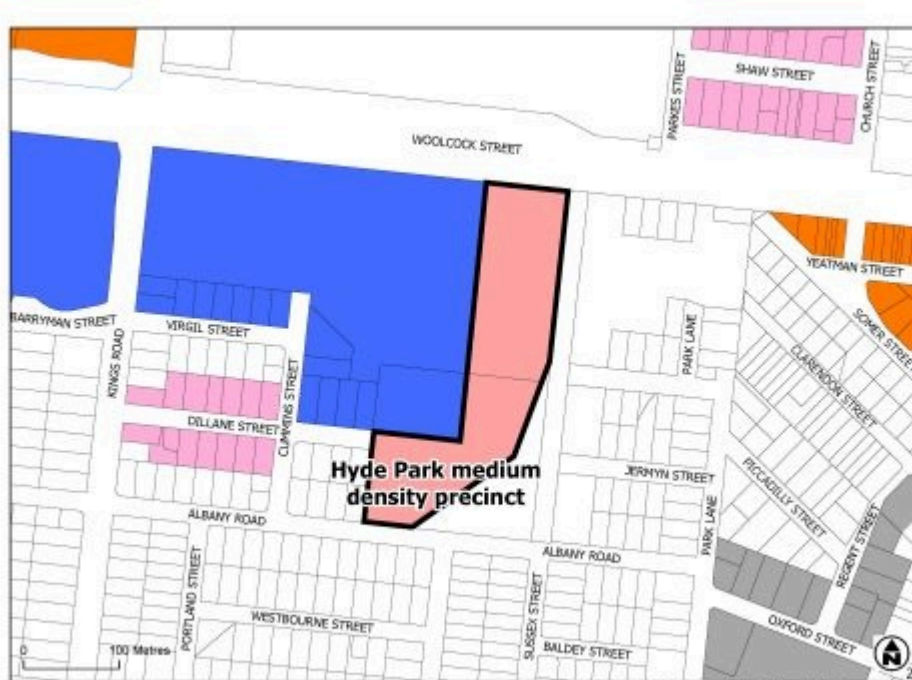 SHAW STREET
PARKES STREET
CHURCH STREET
WOOLCOCK STREET
YEATMAN STREET
BARRYMAN STREET
VIRGIL STREET
KINGS ROAD
PARK LANE
SOMER STREET
CLARENDON STREET
CUMMINS STREET
DILLANE STREET
Hyde Park medium
density precinct
JERMYN STREET
PICCADILLY STREET
ALBANY ROAD
PARK LANE
REGENT STREET
ALBANY ROAD
PORTLAND STREET
SUSSEX STREET
WESTBOURNE STREET
OXFORD STREET
BALDEY STREET
0 100 Metres
N